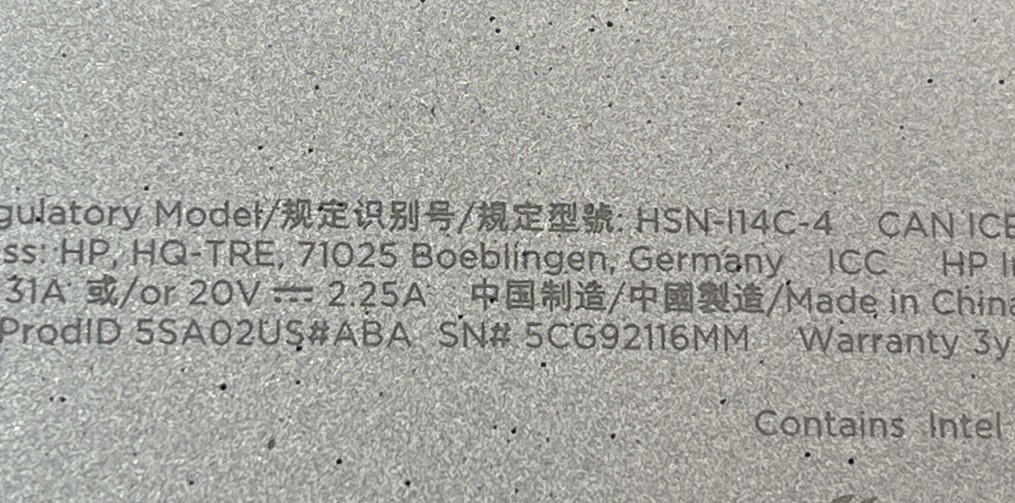 gulatory Model/规定识别号/規定型號: HSN-I14C-4 CAN ICE
ss: HP, HQ-TRE, 71025 Boeblingen, Germany ICC HP I
31A 或/or 20V ⎓ 2.25A 中国制造/中國製造/Made in China
ProdID 5SA02US#ABA SN# 5CG92116MM Warranty 3y
Contains Intel